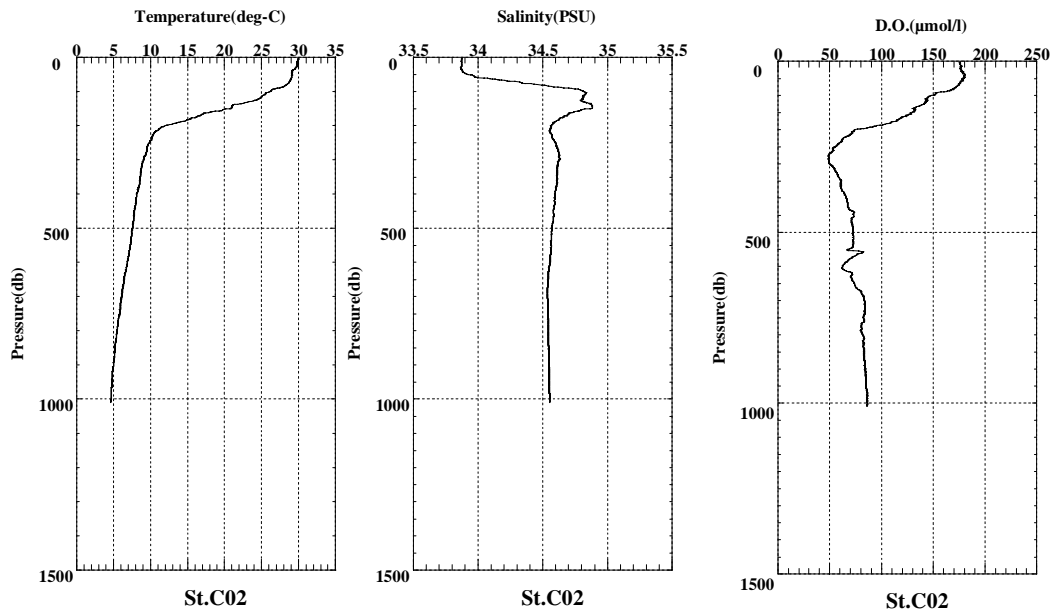 Temperature(deg-C)
0 5 10 15 20 25 30 35
0
500
1000
1500
Pressure(db)
St.C02
Salinity(PSU)
33.5 34 34.5 35 35.5
0
500
1000
1500
Pressure(db)
St.C02
D.O.(μmol/l)
0 50 100 150 200 250
0
500
1000
1500
Pressure(db)
St.C02